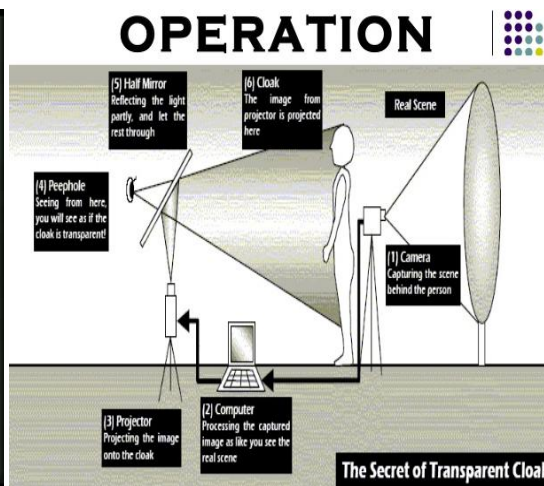 OPERATION
(5) Half Mirror
Reflecting the light
partly, and let the
rest through
(6) Cloak
The image from
projector is projected
here
Real Scene
(4) Peephole
Seeing from here,
you will see as if the
cloak is transparent!
(1) Camera
Capturing the scene
behind the person
(3) Projector
Projecting the image
onto the cloak
(2) Computer
Processing the captured
image as like you see the
real scene
The Secret of Transparent Cloak